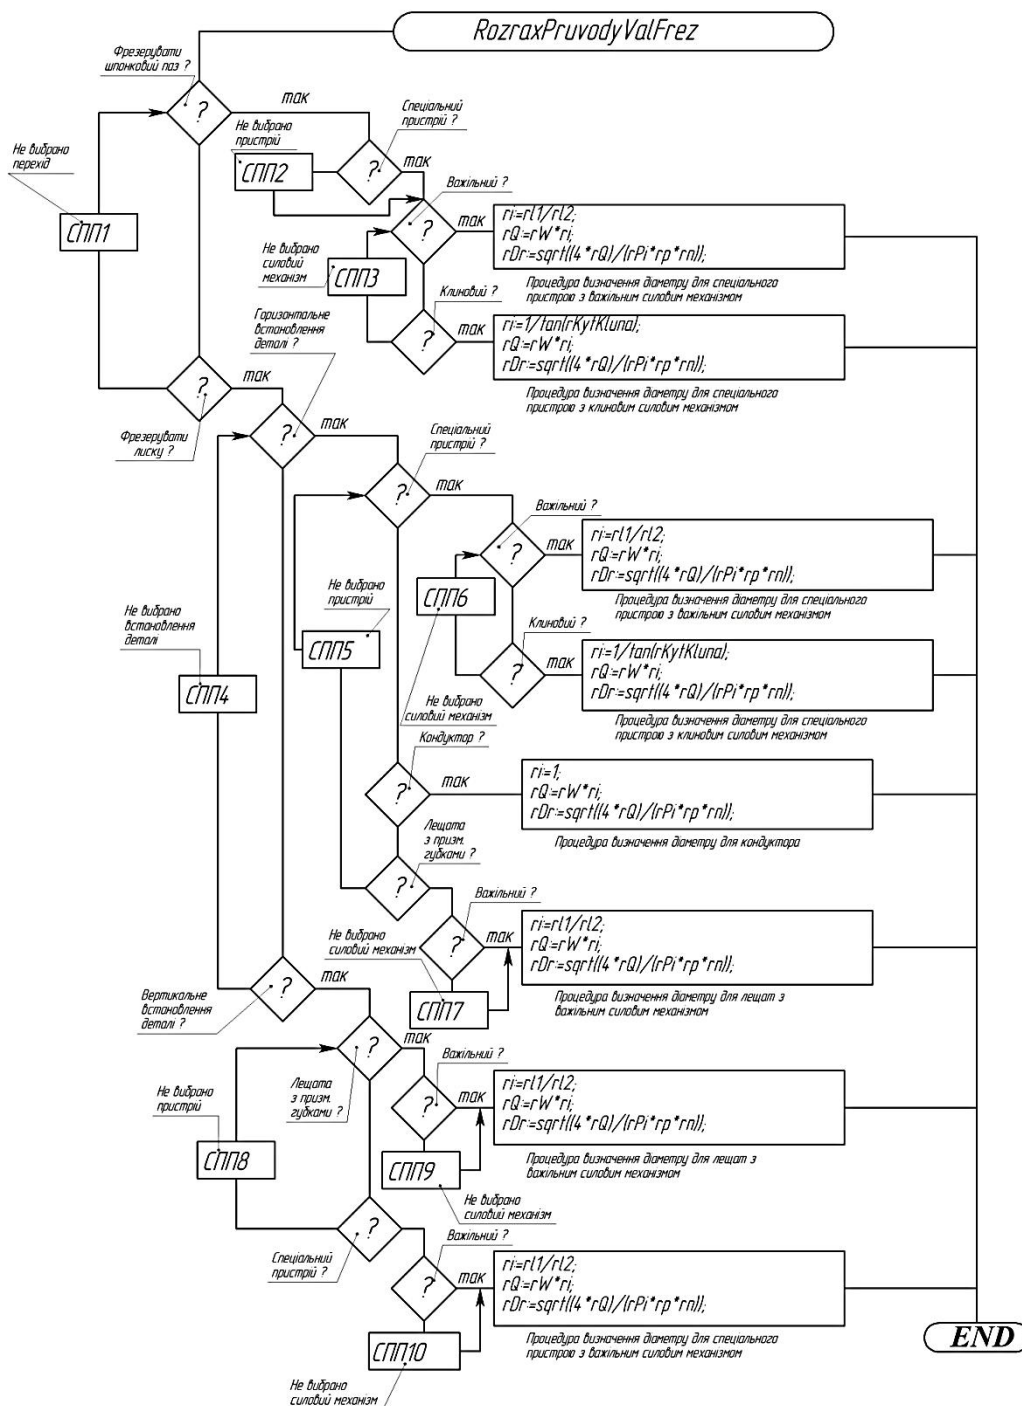 RozraxPruvodyValFrez
Фрезерувати
шпонковий паз ?
?
так
Спеціальний
пристрій ?
Не вибрано
пристрій
СПП2
?
так
Не вибрано
перехід
СПП1
Важільний ?
?
так
ri:=rl1/rl2;
rQ:=rW*ri;
rDr:=sqrt((4*rQ)/(rPi*rp*rn));
Процедура визначення діаметру для спеціального
пристрою з важільним силовим механізмом
Не вибрано
силовий
механізм
СПП3
Клиновий ?
?
так
ri:=1/tan(rKytKluna);
rQ:=rW*ri;
rDr:=sqrt((4*rQ)/(rPi*rp*rn));
Процедура визначення діаметру для спеціального
пристрою з клиновим силовим механізмом
Горизонтальне
встановлення
деталі ?
?
так
Фрезерувати
лиску ?
?
так
Спеціальний
пристрій ?
?
так
Важільний ?
?
так
ri:=rl1/rl2;
rQ:=rW*ri;
rDr:=sqrt((4*rQ)/(rPi*rp*rn));
Процедура визначення діаметру для спеціального
пристрою з важільним силовим механізмом
Не вибрано
пристрій
СПП5
СПП6
Не вибрано
встановлення
деталі
СПП4
Клиновий ?
?
так
ri:=1/tan(rKytKluna);
rQ:=rW*ri;
rDr:=sqrt((4*rQ)/(rPi*rp*rn));
Процедура визначення діаметру для спеціального
пристрою з клиновим силовим механізмом
Не вибрано
силовий механізм
Кондуктор ?
?
так
ri:=1;
rQ:=rW*ri;
rDr:=sqrt((4*rQ)/(rPi*rp*rn));
Процедура визначення діаметру для кондуктора
Лещата
з призм.
губками ?
?
так
Важільний ?
?
так
ri:=rl1/rl2;
rQ:=rW*ri;
rDr:=sqrt((4*rQ)/(rPi*rp*rn));
Процедура визначення діаметру для лещат з
важільним силовим механізмом
Не вибрано
силовий механізм
СПП7
Вертикальне
встановлення
деталі ?
?
так
?
так
Лещата
з призм.
губками ?
Важільний ?
?
так
ri:=rl1/rl2;
rQ:=rW*ri;
rDr:=sqrt((4*rQ)/(rPi*rp*rn));
Процедура визначення діаметру для лещат з
важільним силовим механізмом
Не вибрано
пристрій
СПП8
СПП9
Не вибрано
силовий механізм
Спеціальний
пристрій ?
?
так
Важільний ?
?
так
ri:=rl1/rl2;
rQ:=rW*ri;
rDr:=sqrt((4*rQ)/(rPi*rp*rn));
Процедура визначення діаметру для спеціального
пристрою з важільним силовим механізмом
СПП10
Не вибрано
силовий механізм
END